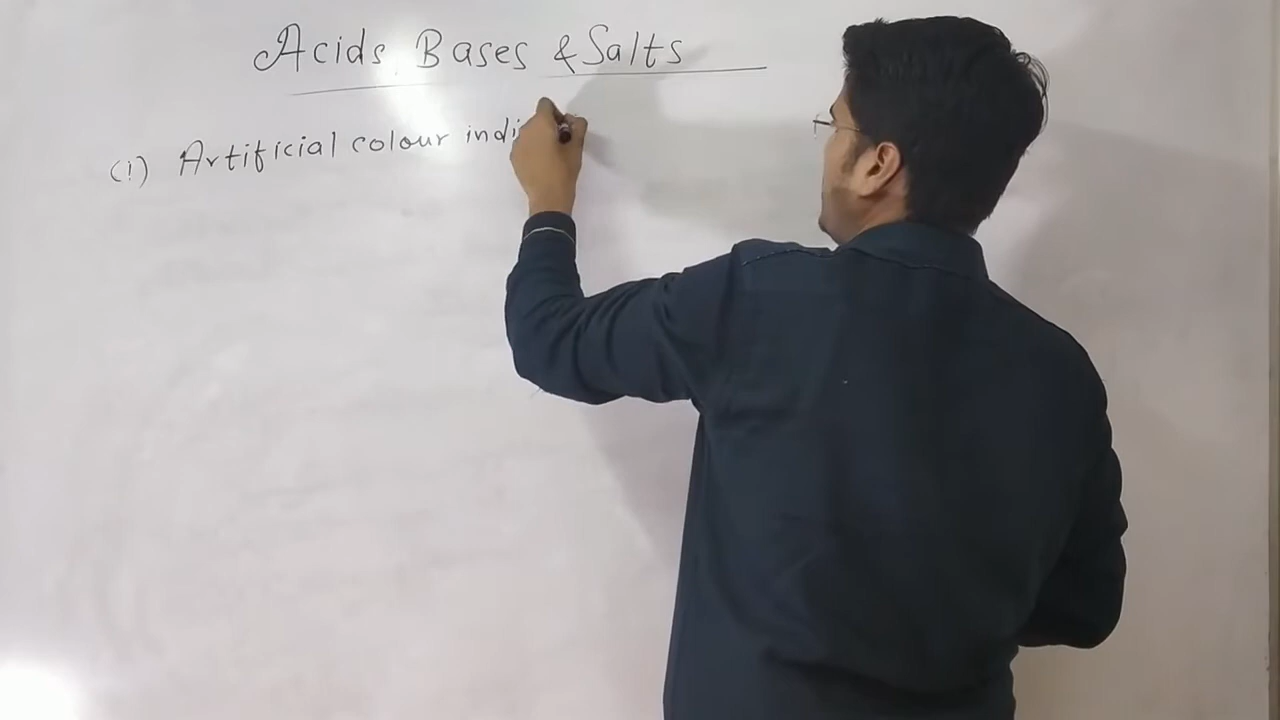 Acids, Bases & Salts
(1) Artificial colour indi